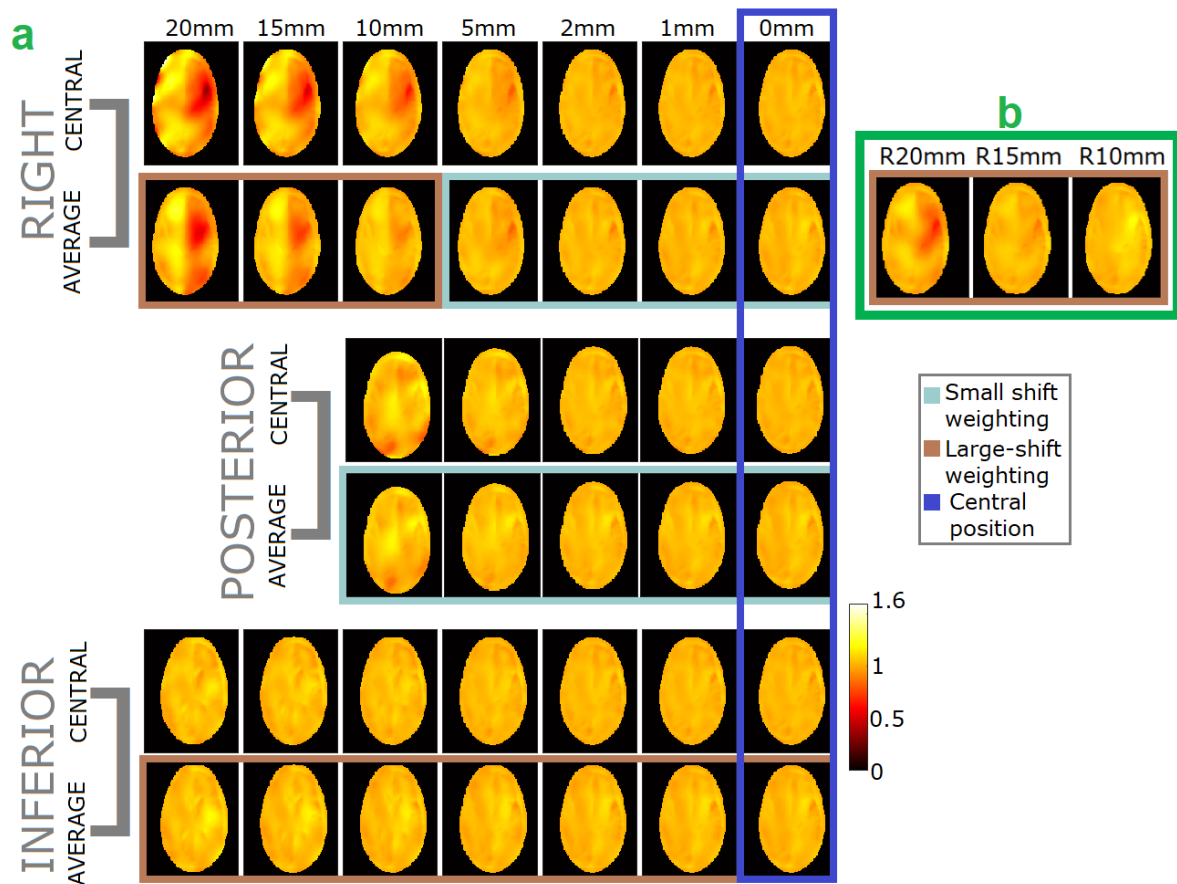 a
20mm 15mm 10mm 5mm 2mm 1mm 0mm
RIGHT
CENTRAL
AVERAGE
b
R20mm R15mm R10mm
POSTERIOR
CENTRAL
AVERAGE
Small shift
weighting
Large-shift
weighting
Central
position
1.6
1
0.5
0
INFERIOR
CENTRAL
AVERAGE